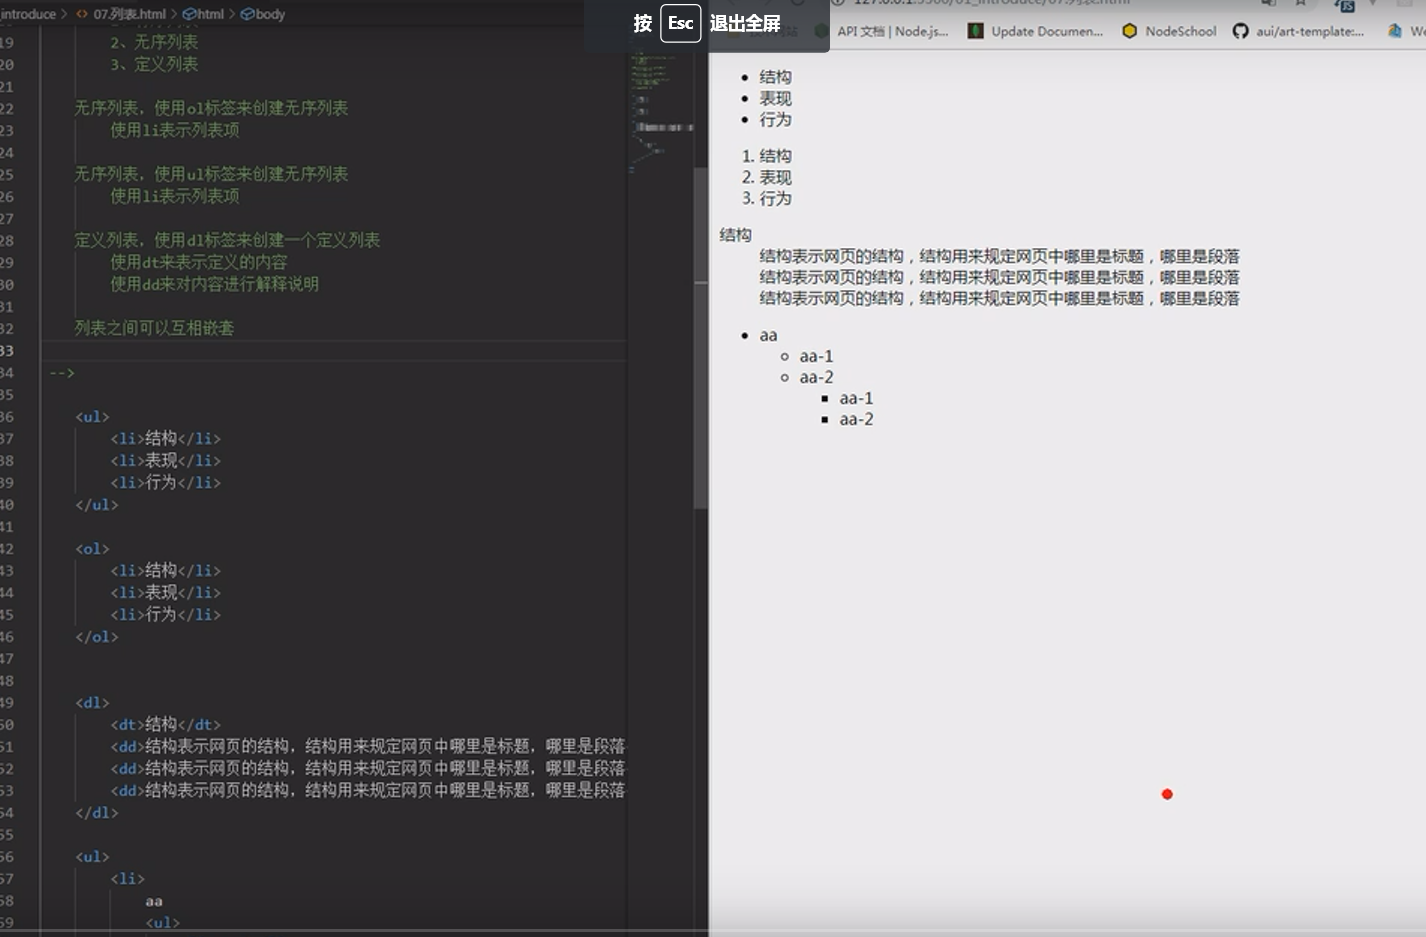 _introduce > <> 07.列表.html > html > body
按 Esc 退出全屏
19 2、无序列表
20 3、定义列表
21
22 无序列表，使用ol标签来创建无序列表
23 使用li表示列表项
24
25 无序列表，使用ul标签来创建无序列表
26 使用li表示列表项
27
28 定义列表，使用dl标签来创建一个定义列表
29 使用dt来表示定义的内容
30 使用dd来对内容进行解释说明
31
32 列表之间可以互相嵌套
33
34 -->
35
36 <ul>
37 <li>结构</li>
38 <li>表现</li>
39 <li>行为</li>
40 </ul>
41
42 <ol>
43 <li>结构</li>
44 <li>表现</li>
45 <li>行为</li>
46 </ol>
47
48
49 <dl>
50 <dt>结构</dt>
51 <dd>结构表示网页的结构，结构用来规定网页中哪里是标题，哪里是段落
52 <dd>结构表示网页的结构，结构用来规定网页中哪里是标题，哪里是段落
53 <dd>结构表示网页的结构，结构用来规定网页中哪里是标题，哪里是段落
54 </dl>
55
56 <ul>
57 <li>
58 aa
59 <ul>
API 文档 | Node.js... Update Documen... NodeSchool aui/art-template:... We
• 结构
• 表现
• 行为
1. 结构
2. 表现
3. 行为
结构
结构表示网页的结构，结构用来规定网页中哪里是标题，哪里是段落
结构表示网页的结构，结构用来规定网页中哪里是标题，哪里是段落
结构表示网页的结构，结构用来规定网页中哪里是标题，哪里是段落
• aa
○ aa-1
○ aa-2
▪ aa-1
▪ aa-2